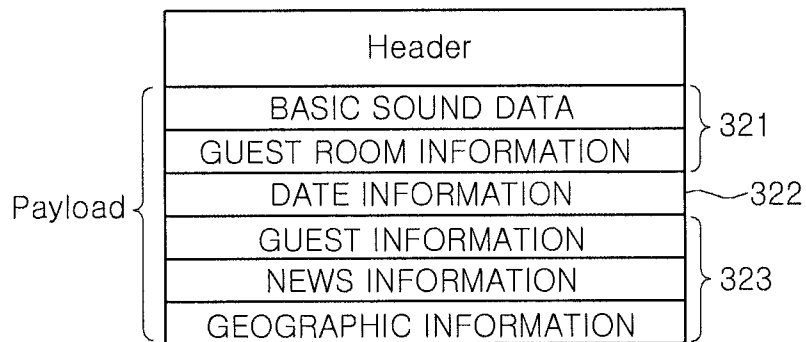 Header
BASIC SOUND DATA
GUEST ROOM INFORMATION
321
DATE INFORMATION
322
Payload
GUEST INFORMATION
NEWS INFORMATION
323
GEOGRAPHIC INFORMATION